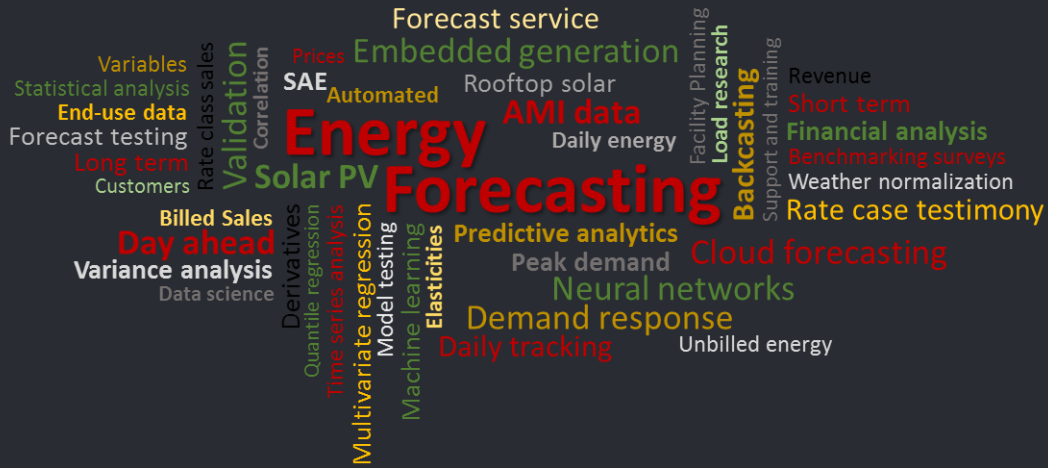 Forecast service
Embedded generation
Prices
Variables
Statistical analysis
End-use data
Forecast testing
Long term
Customers
Rate class sales
Validation
Correlation
SAE
Automated
Rooftop solar
AMI data
Daily energy
Energy
Solar PV
Forecasting
Facility Planning
Load research
Backcasting
Support and training
Revenue
Short term
Financial analysis
Benchmarking surveys
Weather normalization
Rate case testimony
Billed Sales
Day ahead
Variance analysis
Data science
Derivatives
Quantile regression
Time series analysis
Multivariate regression
Model testing
Machine learning
Elasticities
Predictive analytics
Peak demand
Cloud forecasting
Neural networks
Demand response
Daily tracking
Unbilled energy